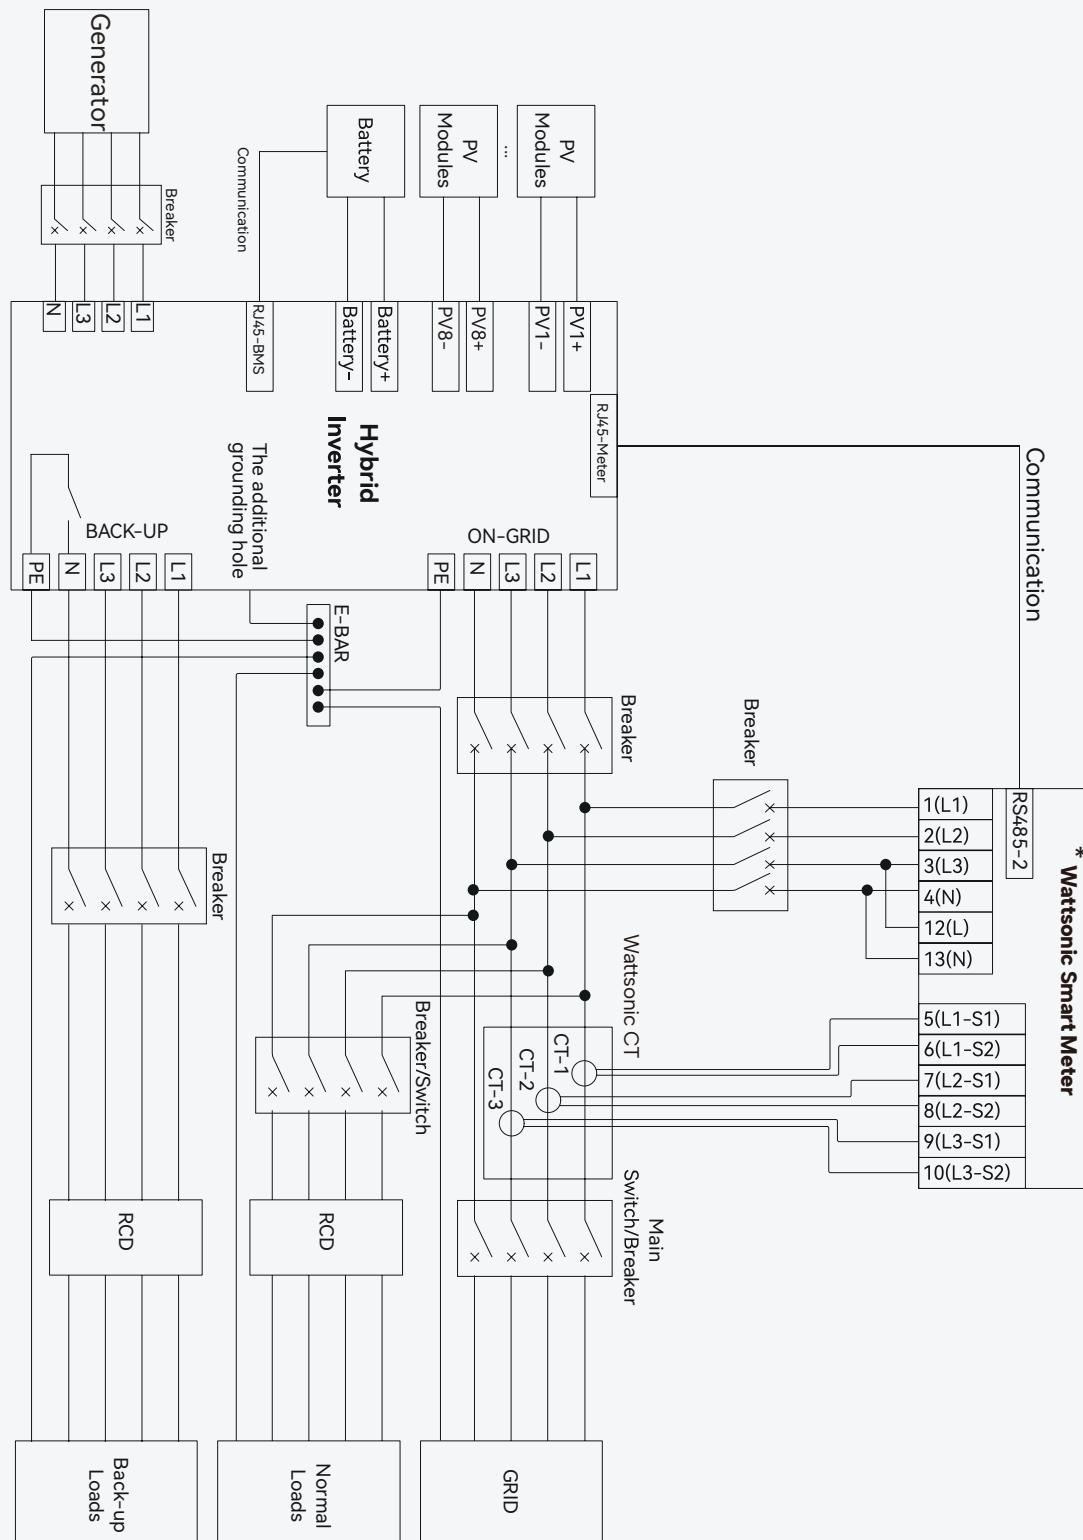 Generator
Breaker
Communication
Battery
PV
Modules
...
PV
Modules
N
L3
L2
L1
RJ45-BMS
Battery-
Battery+
PV8-
PV8+
PV1-
PV1+
RJ45-Meter
Hybrid
Inverter
The additional
grounding hole
BACK-UP
ON-GRID
PE
N
L3
L2
L1
PE
N
L3
L2
L1
Communication
E-BAR
Breaker
Breaker
RS485-2
* Wattsonic Smart Meter
1(L1)
2(L2)
3(L3)
4(N)
12(L)
13(N)
5(L1-S1)
6(L1-S2)
7(L2-S1)
8(L2-S2)
9(L3-S1)
10(L3-S2)
Breaker
Wattsonic CT
CT-1
CT-2
CT-3
Breaker/Switch
Main
Switch/Breaker
RCD
RCD
Back-up
Loads
Normal
Loads
GRID